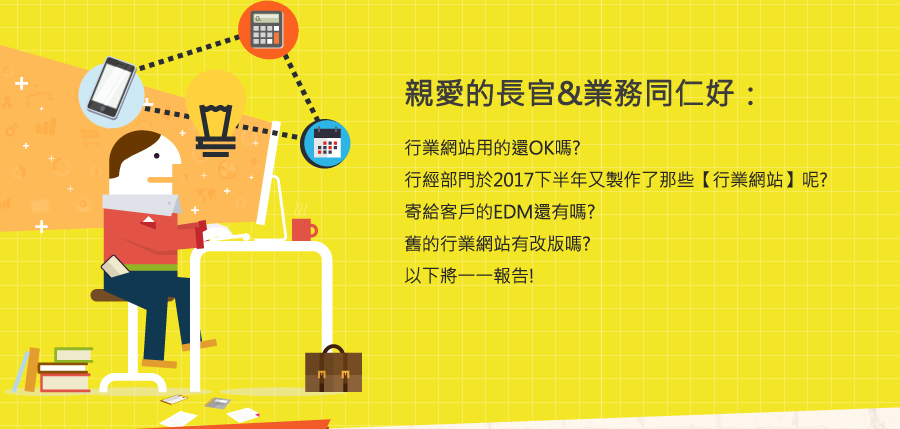 親愛的長官&業務同仁好：
行業網站用的還OK嗎?
行經部門於2017下半年又製作了那些【行業網站】呢?
寄給客戶的EDM還有嗎?
舊的行業網站有改版嗎?
以下將一一報告!